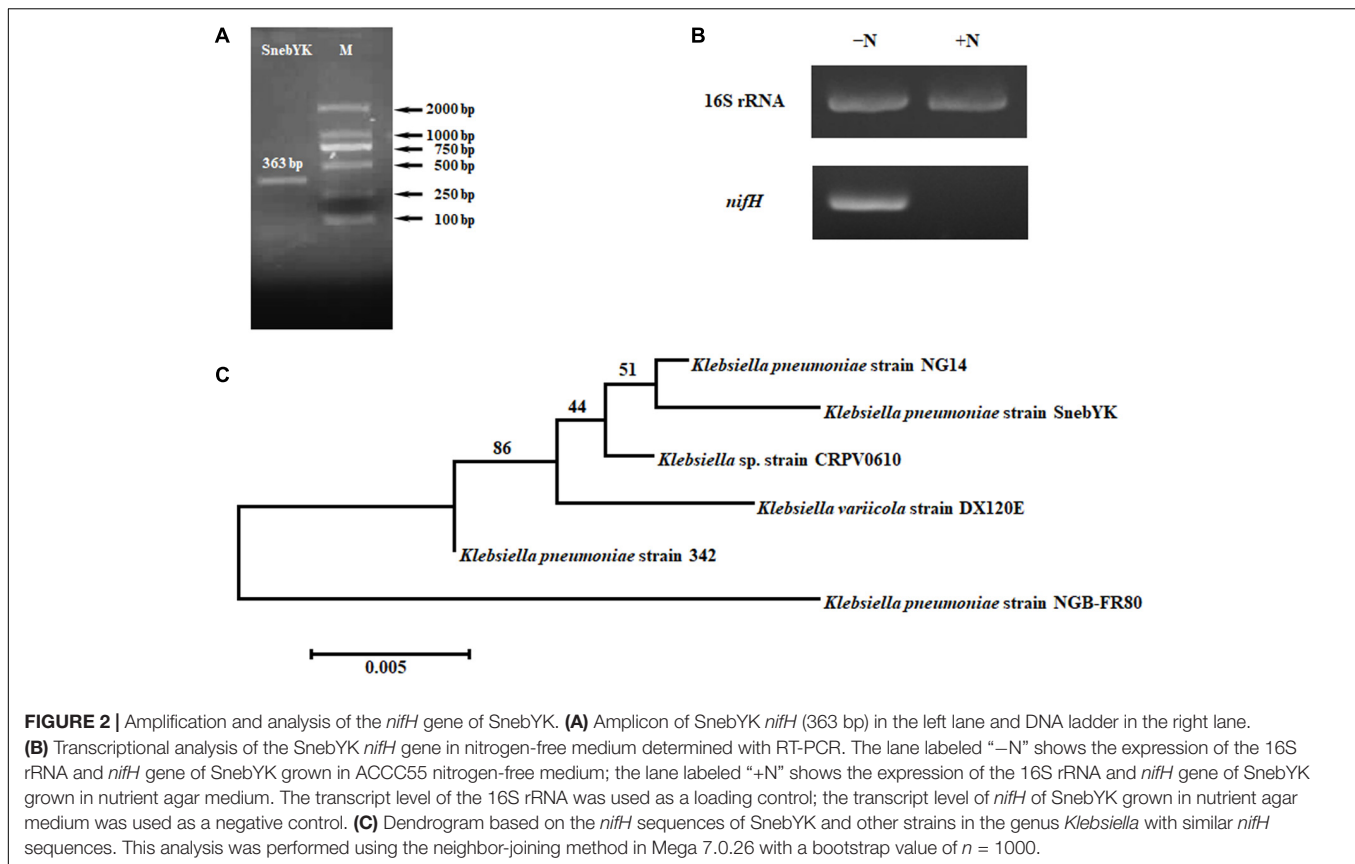 A
SnebYK M
363 bp
2000 bp
1000 bp
750 bp
500 bp
250 bp
100 bp
B
−N +N
16S rRNA
nifH
C
51
44
86
Klebsiella pneumoniae strain NG14
Klebsiella pneumoniae strain SnebYK
Klebsiella sp. strain CRPV0610
Klebsiella variicola strain DX120E
Klebsiella pneumoniae strain 342
Klebsiella pneumoniae strain NGB-FR80
0.005
FIGURE 2 | Amplification and analysis of the nifH gene of SnebYK. (A) Amplicon of SnebYK nifH (363 bp) in the left lane and DNA ladder in the right lane.
(B) Transcriptional analysis of the SnebYK nifH gene in nitrogen-free medium determined with RT-PCR. The lane labeled “−N” shows the expression of the 16S
rRNA and nifH gene of SnebYK grown in ACCC55 nitrogen-free medium; the lane labeled “+N” shows the expression of the 16S rRNA and nifH gene of SnebYK
grown in nutrient agar medium. The transcript level of the 16S rRNA was used as a loading control; the transcript level of nifH of SnebYK grown in nutrient agar
medium was used as a negative control. (C) Dendrogram based on the nifH sequences of SnebYK and other strains in the genus Klebsiella with similar nifH
sequences. This analysis was performed using the neighbor-joining method in Mega 7.0.26 with a bootstrap value of n = 1000.